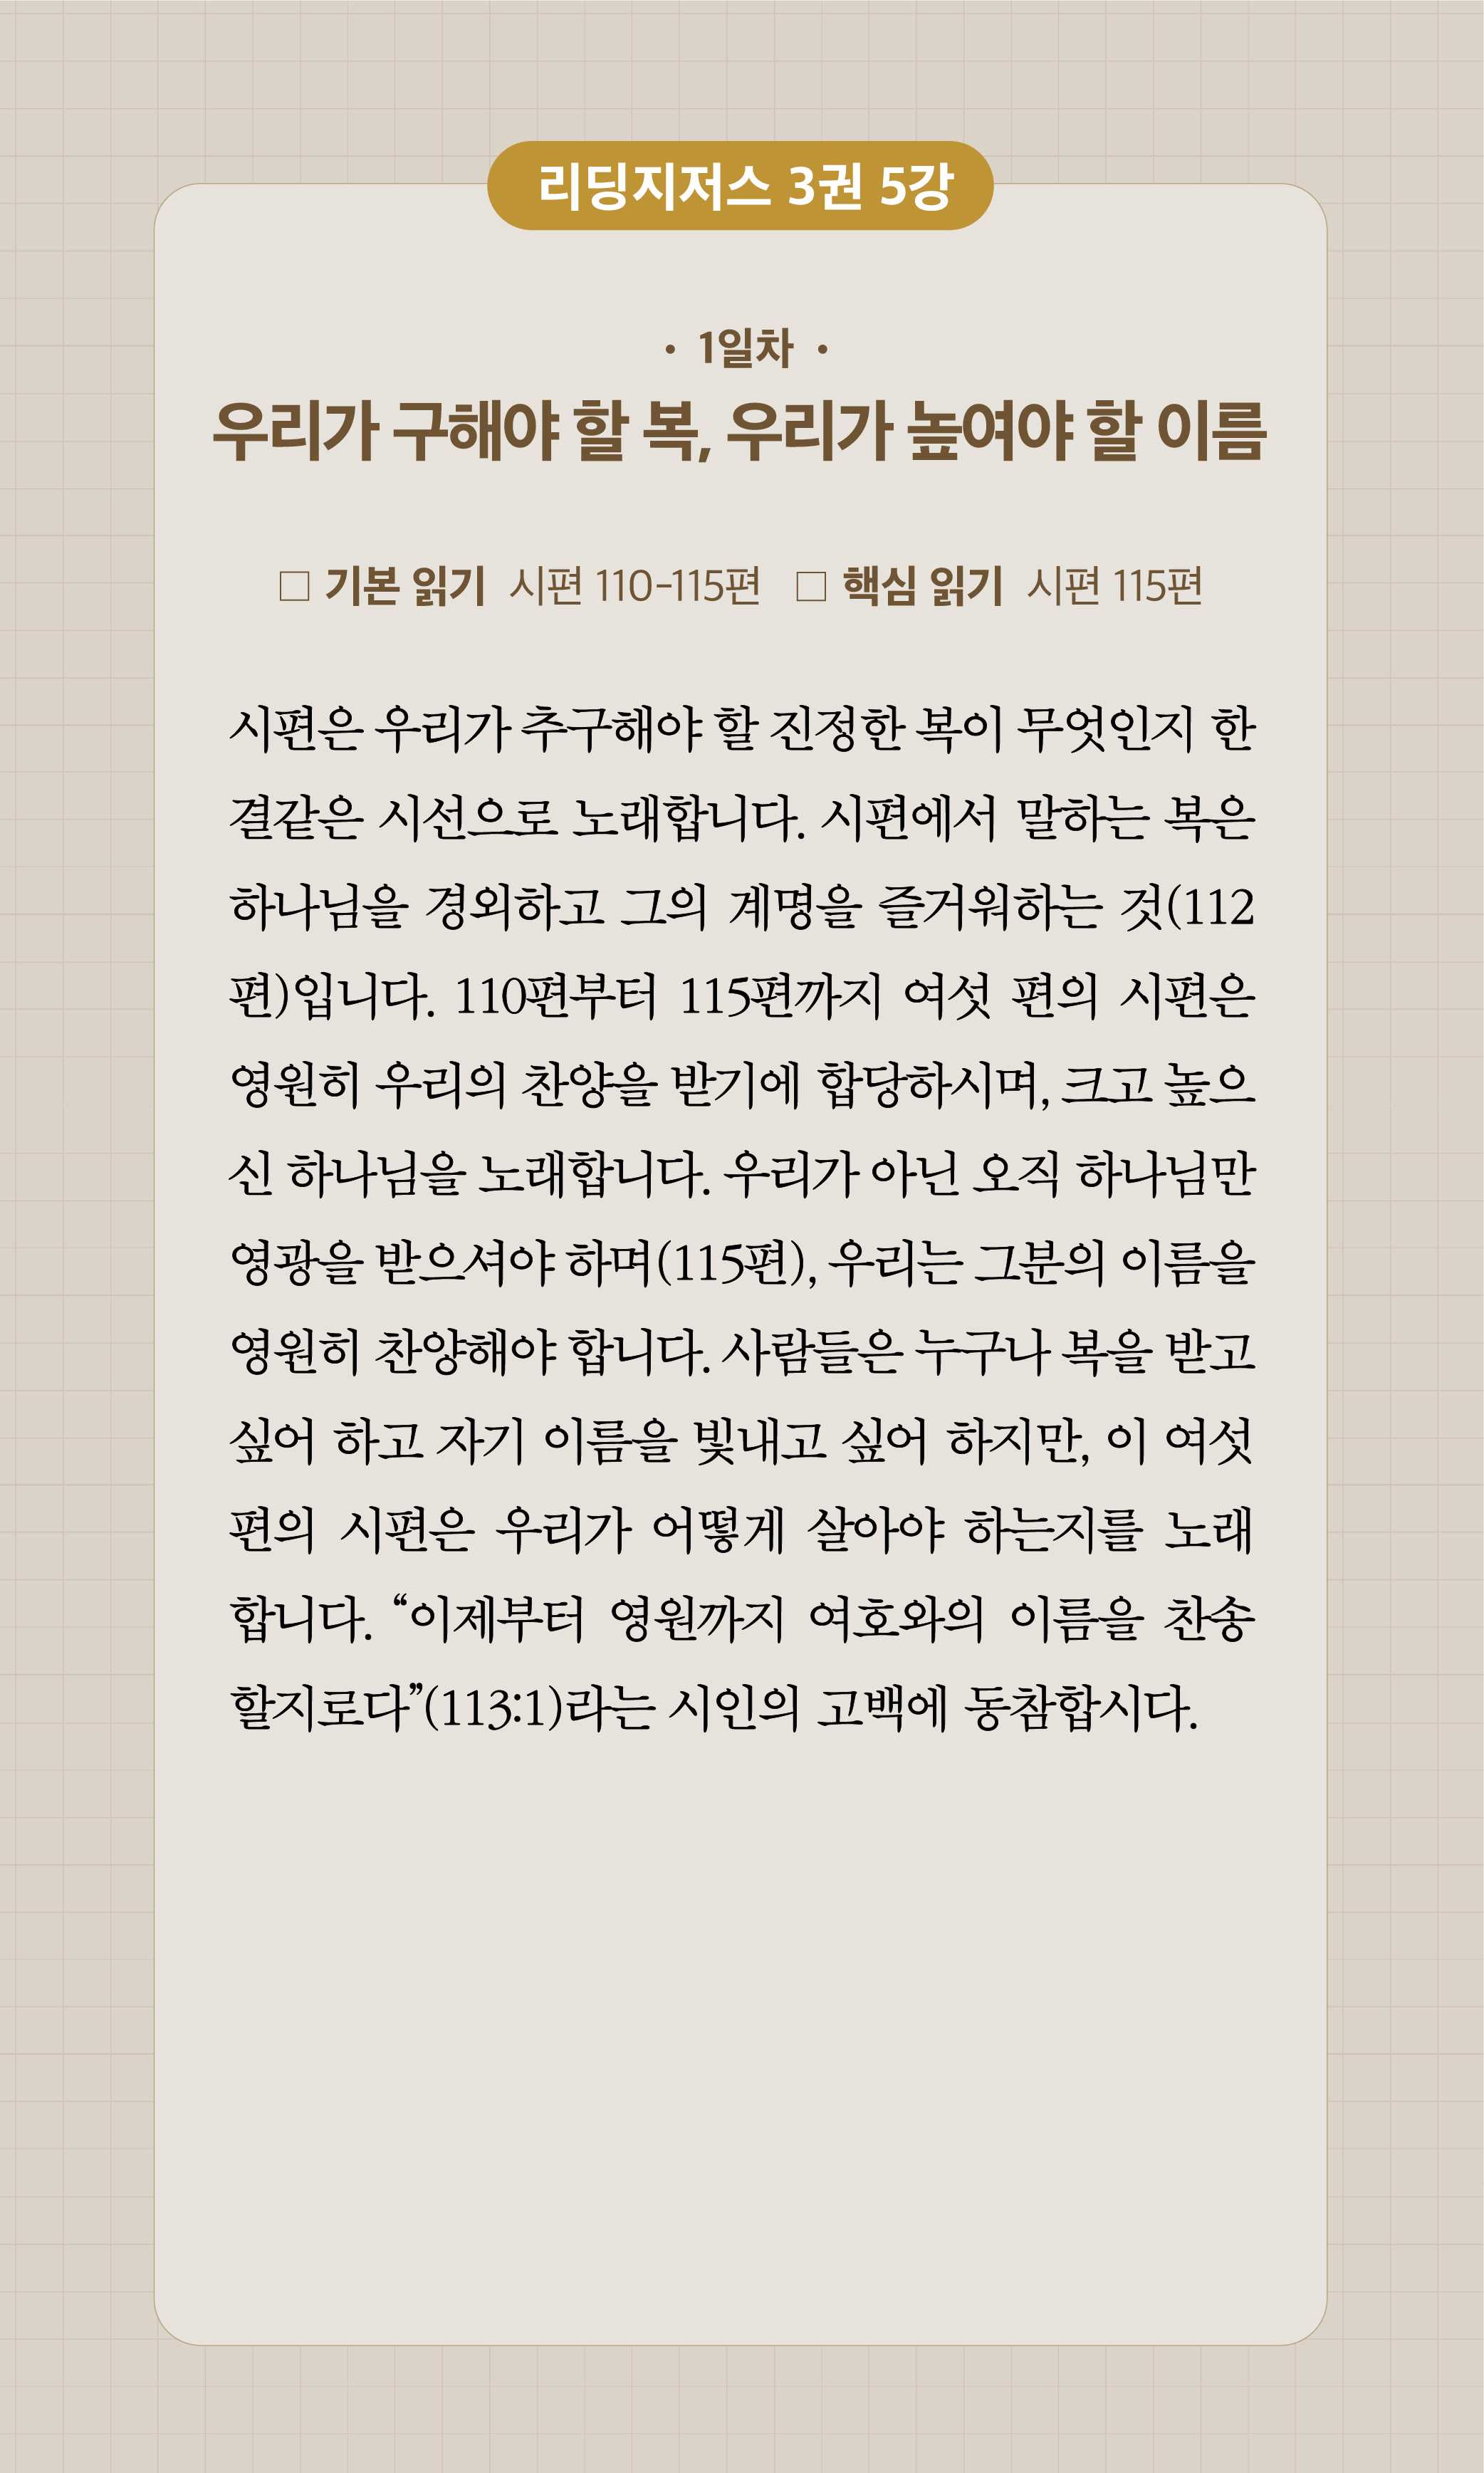 리딩지저스 3권 5강
· 1일차 ·
우리가 구해야 할 복, 우리가 높여야 할 이름
□ 기본 읽기 시편 110-115편 □ 핵심 읽기 시편 115편
시편은 우리가 추구해야 할 진정한 복이 무엇인지 한
결같은 시선으로 노래합니다. 시편에서 말하는 복은
하나님을 경외하고 그의 계명을 즐거워하는 것(112
편)입니다. 110편부터 115편까지 여섯 편의 시편은
영원히 우리의 찬양을 받기에 합당하시며, 크고 높으
신 하나님을 노래합니다. 우리가 아닌 오직 하나님만
영광을 받으셔야 하며(115편), 우리는 그분의 이름을
영원히 찬양해야 합니다. 사람들은 누구나 복을 받고
싶어 하고 자기 이름을 빛내고 싶어 하지만, 이 여섯
편의 시편은 우리가 어떻게 살아야 하는지를 노래
합니다. “이제부터 영원까지 여호와의 이름을 찬송
할지로다”(113:1)라는 시인의 고백에 동참합시다.